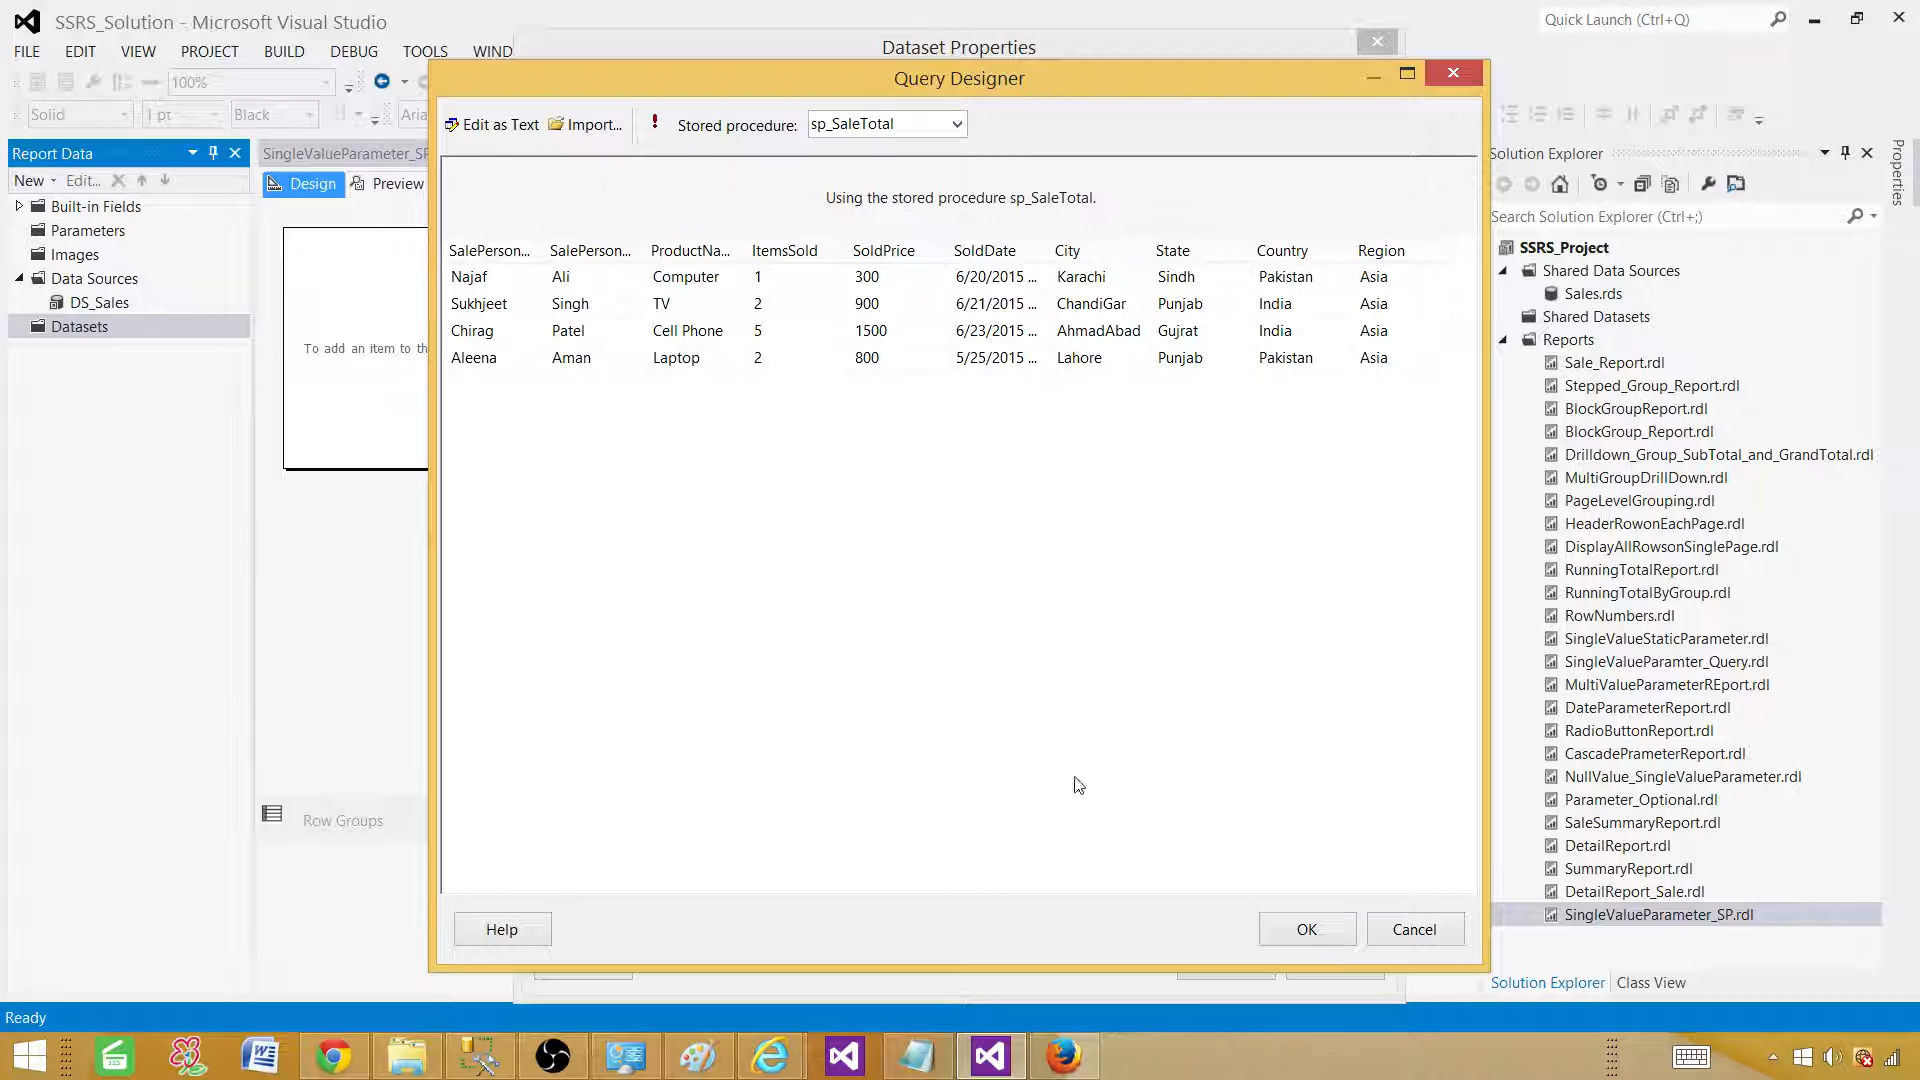 SSRS_Solution - Microsoft Visual Studio
Quick Launch (Ctrl+Q)
FILE EDIT VIEW PROJECT BUILD DEBUG TOOLS WIND
Dataset Properties
100%
Query Designer
Solid 1 pt Black Aria
Edit as Text Import... ! Stored procedure: sp_SaleTotal
Report Data
SingleValueParameter_SP
Solution Explorer
Properties
New Edit...
Design Preview
Using the stored procedure sp_SaleTotal.
Built-in Fields
Parameters
Images
Data Sources
DS_Sales
Datasets
To add an item to th
SalePerson... SalePerson... ProductNa... ItemsSold SoldPrice SoldDate City State Country Region
Najaf Ali Computer 1 300 6/20/2015 ... Karachi Sindh Pakistan Asia
Sukhjeet Singh TV 2 900 6/21/2015 ... ChandiGar Punjab India Asia
Chirag Patel Cell Phone 5 1500 6/23/2015 ... AhmadAbad Gujrat India Asia
Aleena Aman Laptop 2 800 5/25/2015 ... Lahore Punjab Pakistan Asia
Row Groups
Help OK Cancel
Search Solution Explorer (Ctrl+;)
SSRS_Project
Shared Data Sources
Sales.rds
Shared Datasets
Reports
Sale_Report.rdl
Stepped_Group_Report.rdl
BlockGroupReport.rdl
BlockGroup_Report.rdl
Drilldown_Group_SubTotal_and_GrandTotal.rdl
MultiGroupDrillDown.rdl
PageLevelGrouping.rdl
HeaderRowonEachPage.rdl
DisplayAllRowsonSinglePage.rdl
RunningTotalReport.rdl
RunningTotalByGroup.rdl
RowNumbers.rdl
SingleValueStaticParameter.rdl
SingleValueParamter_Query.rdl
MultiValueParameterREport.rdl
DateParameterReport.rdl
RadioButtonReport.rdl
CascadePrameterReport.rdl
NullValue_SingleValueParameter.rdl
Parameter_Optional.rdl
SaleSummaryReport.rdl
DetailReport.rdl
SummaryReport.rdl
DetailReport_Sale.rdl
SingleValueParameter_SP.rdl
Solution Explorer Class View
Ready